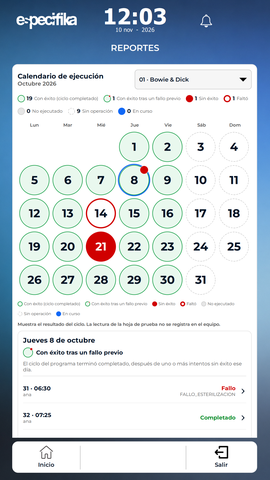 e·specifika
12:03
10 nov - 2026
REPORTES
Calendario de ejecución
Octubre 2026
01 - Bowie & Dick
19 Con éxito (ciclo completado)
1 Con éxito tras un fallo previo
1 Sin éxito
1 Fallo
0 No ejecutado
9 Sin operación
0 En curso
Lun Mar Mié Jue Vie Sáb Dom
1 2 3 4
5 6 7 8 9 10 11
12 13 14 15 16 17 18
19 20 21 22 23 24 25
26 27 28 29 30 31
Con éxito (ciclo completado) Con éxito tras un fallo previo Sin éxito Fallo No ejecutado
Sin operación En curso
Muestra el resultado del ciclo. La lectura de la hoja de prueba no se registra en el equipo.
Jueves 8 de octubre
Con éxito tras un fallo previo
El ciclo del programa terminó completado, después de uno o más intentos sin éxito ese
día.
31 - 06:30
ana
Fallo
FALLO_ESTERILIZACION
32 - 07:25
ana
Completado
Inicio
Salir